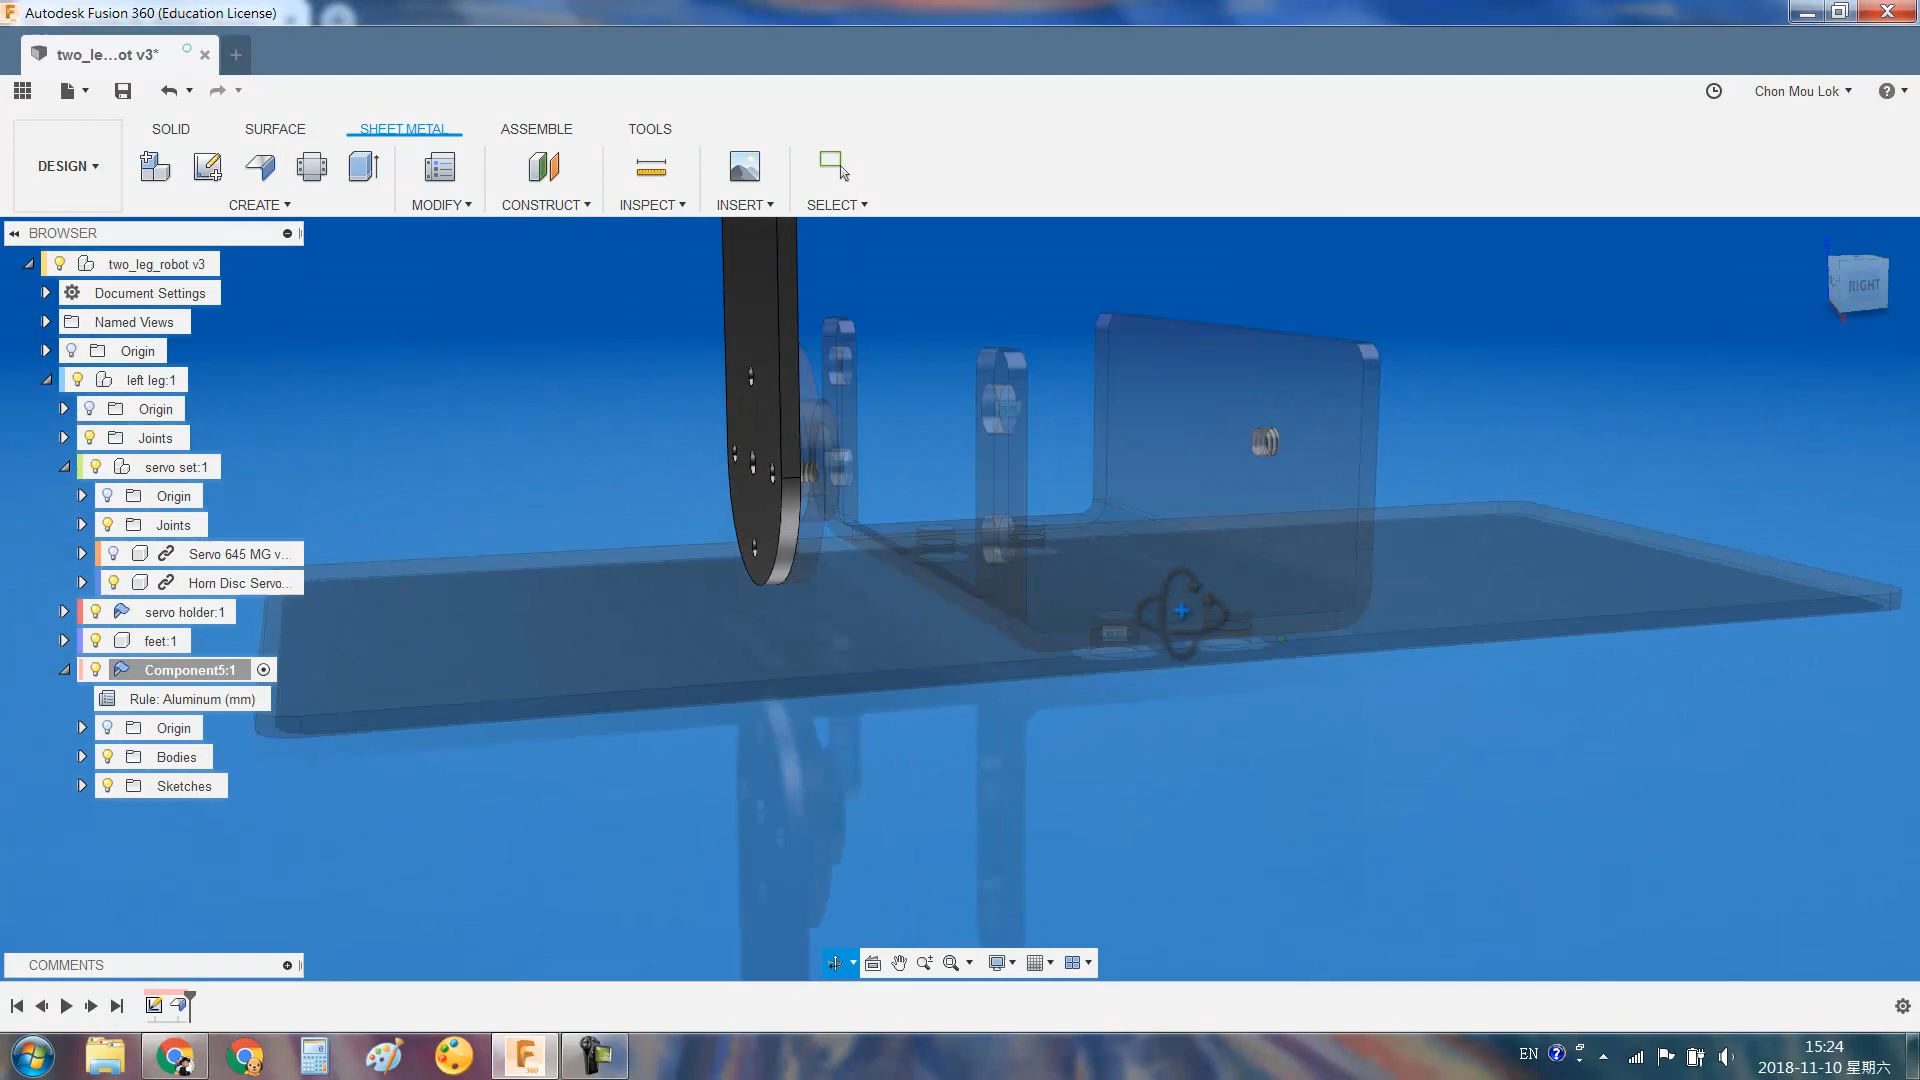 Autodesk Fusion 360 (Education License)
two_le...ot v3*
Chon Mou Lok
DESIGN
SOLID
SURFACE
SHEET METAL
ASSEMBLE
TOOLS
CREATE
MODIFY
CONSTRUCT
INSPECT
INSERT
SELECT
BROWSER
two_leg_robot v3
Document Settings
Named Views
Origin
left leg:1
Origin
Joints
servo set:1
Origin
Joints
Servo 645 MG v...
Horn Disc Servo...
servo holder:1
feet:1
Component5:1
Rule: Aluminum (mm)
Origin
Bodies
Sketches
RIGHT
COMMENTS
360
EN
15:24
2018-11-10 星期六